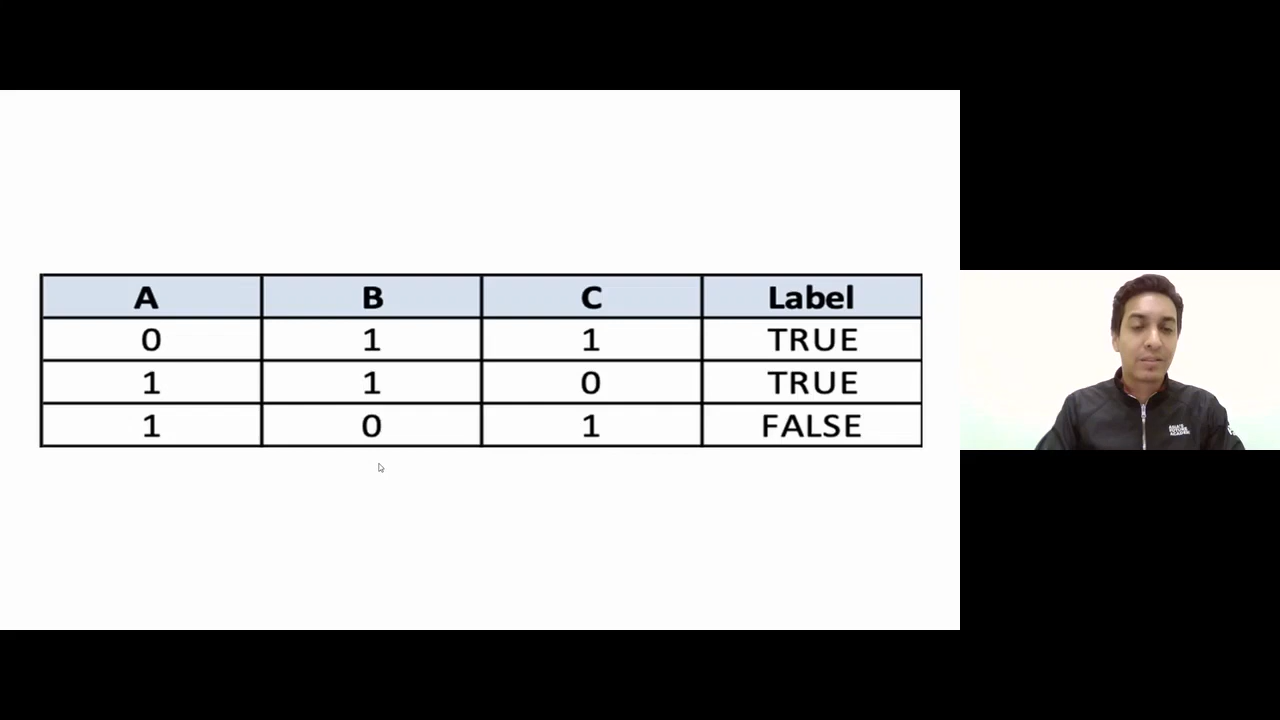 A B C Label
0 1 1 TRUE
1 1 0 TRUE
1 0 1 FALSE